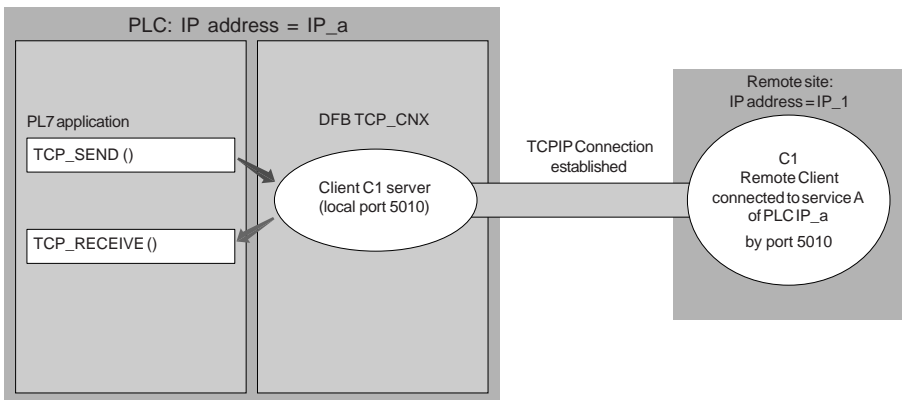 PLC: IP address = IP_a
PL7 application
TCP_SEND ()
TCP_RECEIVE ()
DFB TCP_CNX
Client C1 server
(local port 5010)
TCPIP Connection
established
Remote site:
IP address = IP_1
C1
Remote Client
connected to service A
of PLC IP_a
by port 5010